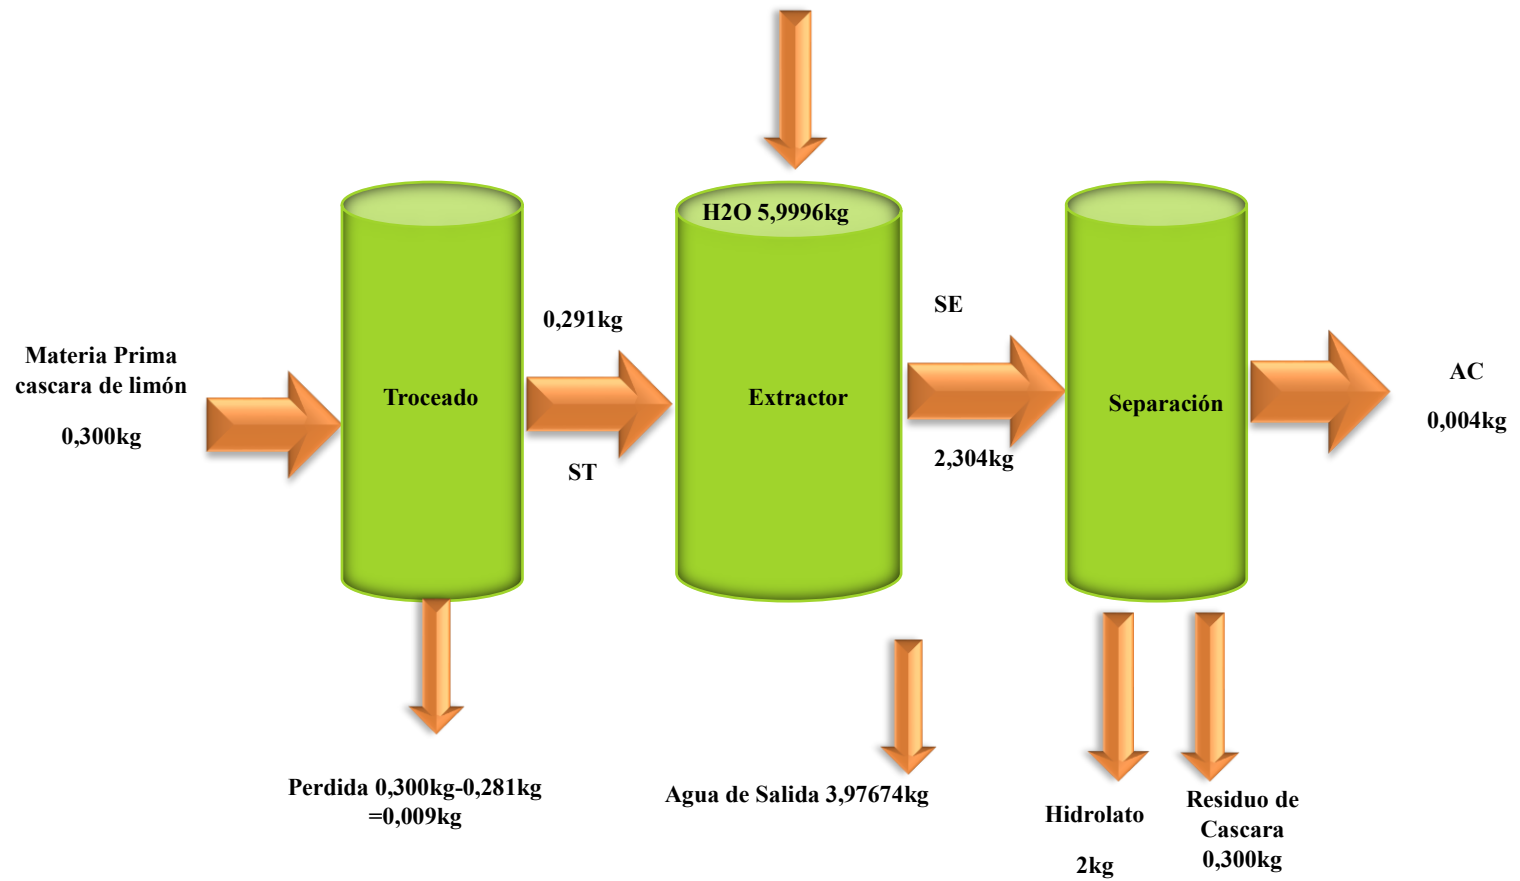 H2O 5,9996kg
Materia Prima
cascara de limón
0,300kg
Troceado
0,291kg
ST
Extractor
SE
2,304kg
Separación
AC
0,004kg
Perdida 0,300kg-0,281kg
=0,009kg
Agua de Salida 3,97674kg
Hidrolato
2kg
Residuo de
Cascara
0,300kg